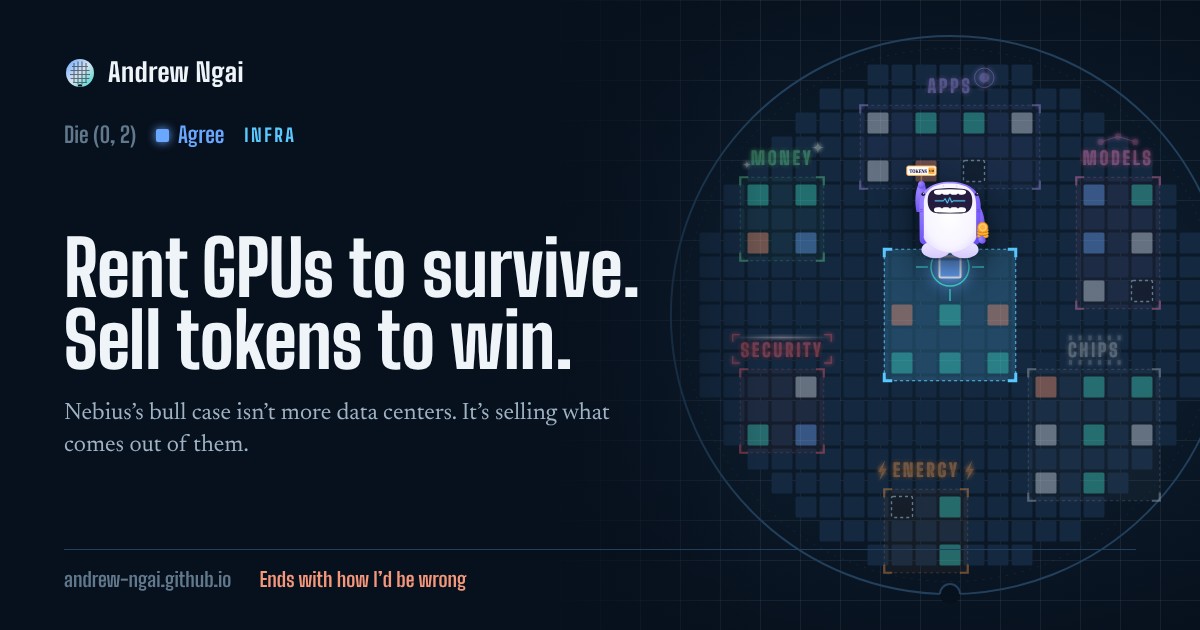 Andrew Ngai
Die (0, 2) Agree INFRA
Rent GPUs to survive.
Sell tokens to win.
Nebius’s bull case isn’t more data centers. It’s selling what
comes out of them.
andrew-ngai.github.io Ends with how I’d be wrong
APPS
MONEY
MODELS
TOKENS
SECURITY
CHIPS
ENERGY